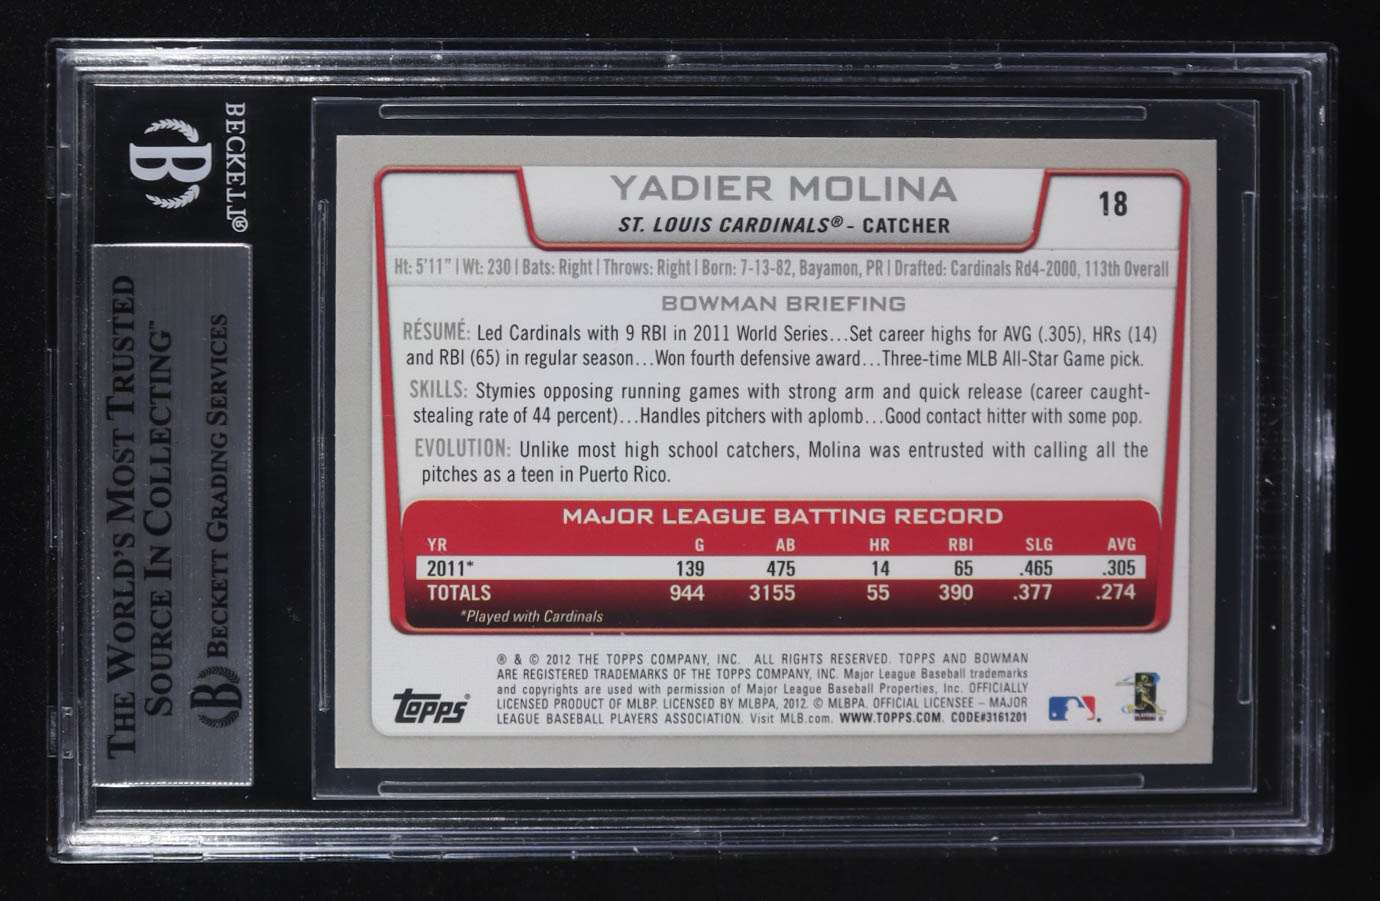 YADIER MOLINA
18
ST. LOUIS CARDINALS® - CATCHER
Ht: 5'11" | Wt: 230 | Bats: Right | Throws: Right | Born: 7-13-82, Bayamon, PR | Drafted: Cardinals Rd4-2000, 113th Overall
BOWMAN BRIEFING
RÉSUMÉ: Led Cardinals with 9 RBI in 2011 World Series...Set career highs for AVG (.305), HRs (14)
and RBI (65) in regular season...Won fourth defensive award...Three-time MLB All-Star Game pick.
SKILLS: Stymies opposing running games with strong arm and quick release (career caught-
stealing rate of 44 percent)...Handles pitchers with aplomb...Good contact hitter with some pop.
EVOLUTION: Unlike most high school catchers, Molina was entrusted with calling all the
pitches as a teen in Puerto Rico.
MAJOR LEAGUE BATTING RECORD
YR G AB HR RBI SLG AVG
2011* 139 475 14 65 .465 .305
TOTALS 944 3155 55 390 .377 .274
*Played with Cardinals
® & © 2012 THE TOPPS COMPANY, INC. ALL RIGHTS RESERVED. TOPPS AND BOWMAN
ARE REGISTERED TRADEMARKS OF THE TOPPS COMPANY, INC. Major League Baseball trademarks
and copyrights are used with permission of Major League Baseball Properties, Inc. OFFICIALLY
LICENSED PRODUCT OF MLBP. LICENSED BY MLBPA, 2012. © MLBPA. OFFICIAL LICENSEE – MAJOR
LEAGUE BASEBALL PLAYERS ASSOCIATION. Visit MLB.com. WWW.TOPPS.COM. CODE#3161201
Topps®
B
BECKETT®
THE WORLD'S MOST TRUSTED
SOURCE IN COLLECTING™
B BECKETT GRADING SERVICES